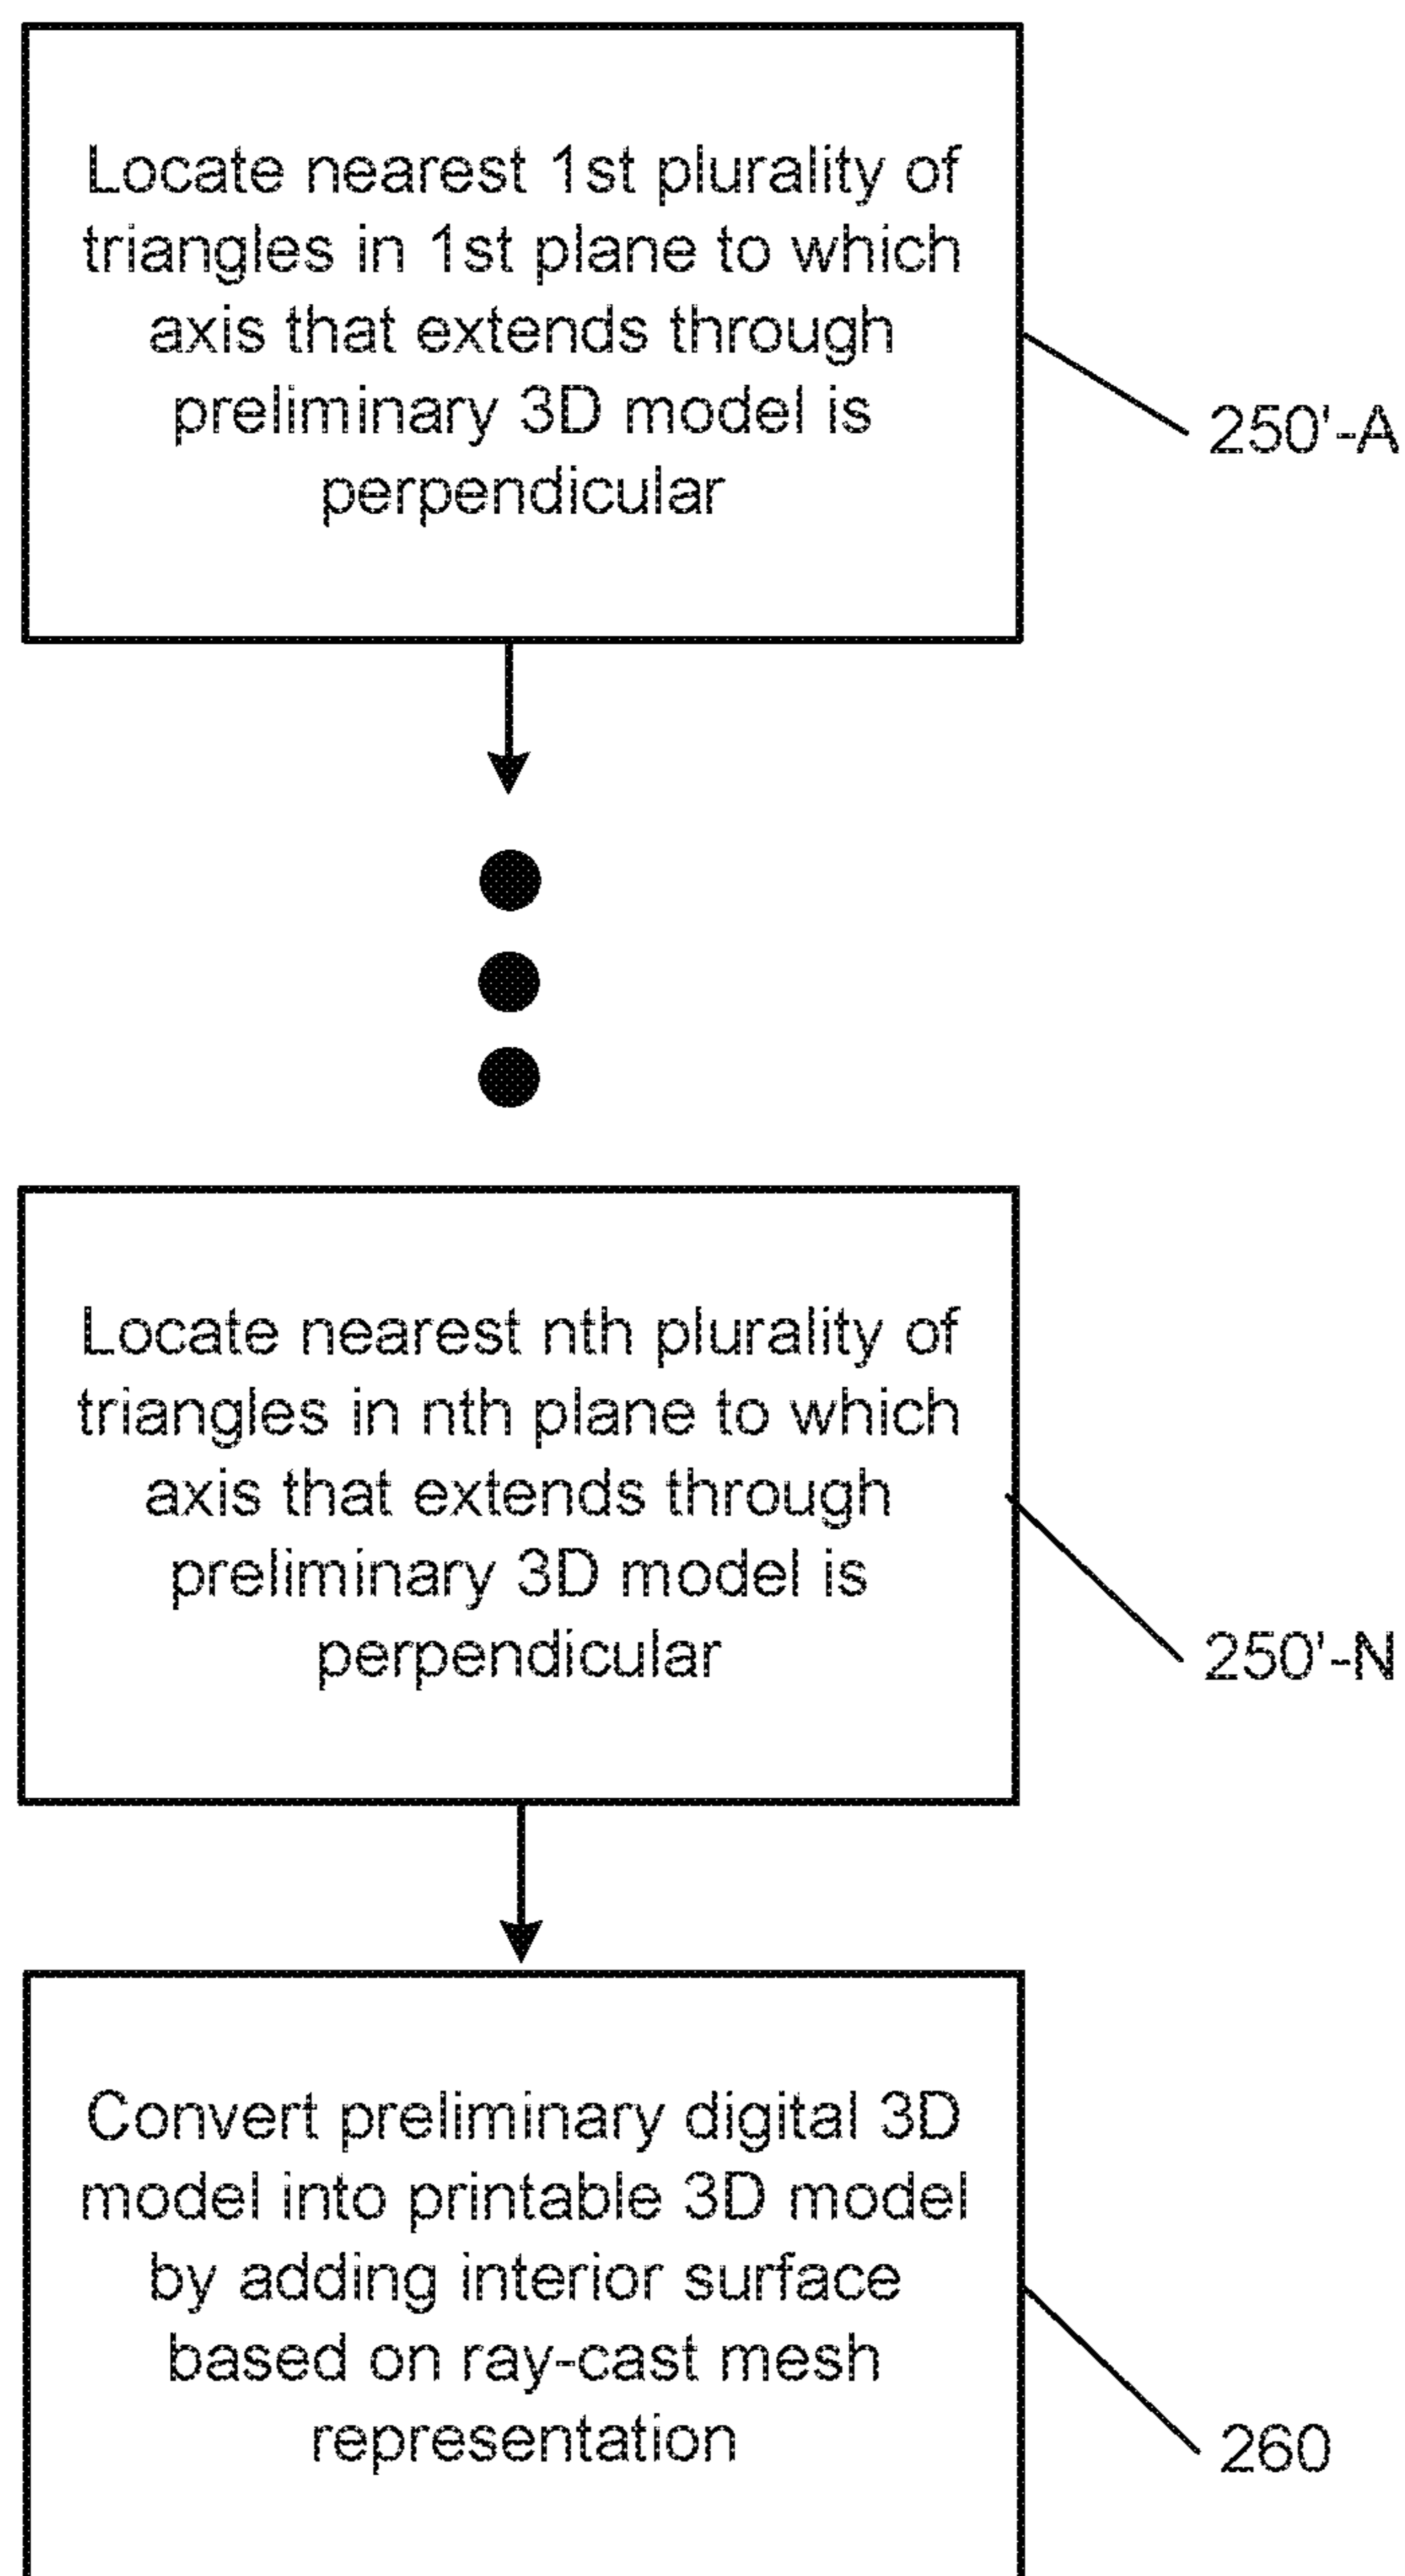 Locate nearest 1st plurality of
triangles in 1st plane to which
axis that extends through
preliminary 3D model is
perpendicular
250'-A
Locate nearest nth plurality of
triangles in nth plane to which
axis that extends through
preliminary 3D model is
perpendicular
250'-N
Convert preliminary digital 3D
model into printable 3D model
by adding interior surface
based on ray-cast mesh
representation
260